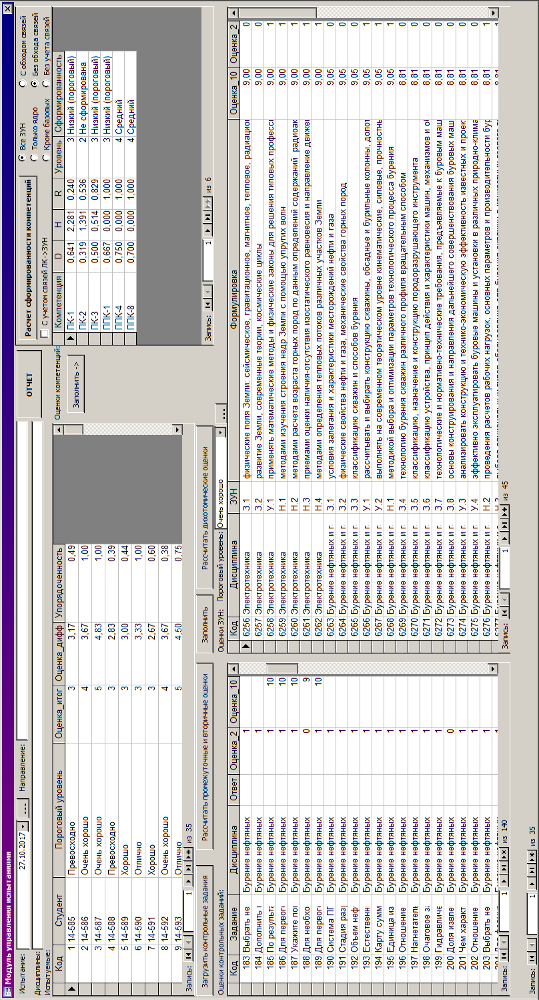 Модуль управления испытаниями
Испытание: 27.10.2017 ... Направление:
Дисциплины:
ОТЧЕТ
Испытуемые:
Код Студент Пороговый уровень Оценка_итог Оценка_дифф Упорядоченность
1 14-585 Превосходно 3 3,17 0,49
2 14-586 Очень хорошо 4 3,67 1,00
3 14-587 Очень хорошо 5 4,83 1,00
4 14-588 Превосходно 3 2,83 0,39
5 14-589 Хорошо 3 3,00 0,44
6 14-590 Отлично 3 3,33 1,00
7 14-591 Хорошо 3 2,67 0,60
8 14-592 Очень хорошо 4 3,67 0,38
9 14-593 Отлично 5 4,50 0,75
Запись: 1 из 35
Оценки компетенций:
Заполнить ->
Расчет сформированности компетенций
С учетом связей ЛК->ЗУН
Все ЗУН С обходом связей
Только ядро Без обхода связей
Кроме базовых Без учета связей
Компетенция D H R Уровень Сформированность
ПК-1 0,641 2,281 0,240 3 Низкий (пороговый)
ПК-2 0,319 1,391 0,536 2 Не сформирована
ПК-3 0,500 0,514 0,829 3 Низкий (пороговый)
ППК-1 0,667 0,000 1,000 3 Низкий (пороговый)
ППК-4 0,750 0,000 1,000 4 Средний
ППК-8 0,700 0,000 1,000 4 Средний
Запись: 1 из 6
Загрузить контрольные задания Рассчитать промежуточные и вторичные оценки Заполнить Рассчитать дихотомические оценки
Оценки контрольных заданий:
Код Задание Дисциплина Ответ Оценка_2 Оценка_10
183 Выбрать не Бурение нефтяных 1
184 Дополнить Бурение нефтяных 1
185 По результа Бурение нефтяных 1 10
186 Для первог Бурение нефтяных 1 10
187 Укажите по Бурение нефтяных 1 10
188 Для необхо Бурение нефтяных 0 9
189 Для первог Бурение нефтяных 1 10
190 Система ПГ Бурение нефтяных 1
191 Стадия раз Бурение нефтяных 1
192 Объем неф Бурение нефтяных 1
193 Естественн Бурение нефтяных 1
194 Карту сумм Бурение нефтяных 1
195 Единица из Бурение нефтяных 1
196 Отношение Бурение нефтяных 1
197 Нагнетатель Бурение нефтяных 1
198 Очаговое з Бурение нефтяных 1
199 Гидравличе Бурение нефтяных 1
200 Доля извле Бурение нефтяных 0
201 Чем характ Бурение нефтяных 1
202 Отношение Бурение нефтяных 1
203 Выбрать не Бурение нефтяных 1
Запись: 1 из 140
Оценки ЗУН: Пороговый уровень: Очень хорошо ...
Код Дисциплина ЗУН Формулировка Оценка_10 Оценка_2
6256 Электротехника З.1 физические поля Земли: сейсмическое, гравитационное, магнитное, тепловое, радиацион 9,00 0
6257 Электротехника З.2 развитие Земли, современные теории, космические циклы 9,00 0
6258 Электротехника У.1 применять математические методы и физические законы для решения типовых професси 9,00 1
6259 Электротехника Н.1 методами изучения строения недр Земли с помощью упругих волн 9,00 1
6260 Электротехника Н.2 методами расчета возраста горных пород по данным определений содержаний радиоак 9,00 1
6261 Электротехника Н.3 приемами оценки наличия-отсутствия изостатического равновесия и направление движен 9,00 1
6262 Электротехника Н.4 методами определения тепловых потоков различных участков Земли 9,00 1
6263 Бурение нефтяных и г З.1 условия залегания и характеристики месторождений нефти и газа 9,05 0
6264 Бурение нефтяных и г З.2 физические свойства нефти и газа, механические свойства горных пород 9,05 0
6265 Бурение нефтяных и г З.3 классификацию скважин и способов бурения 9,05 0
6266 Бурение нефтяных и г У.1 рассчитывать и выбирать конструкцию скважины, обсадные и бурильные колонны, долот 9,05 1
6267 Бурение нефтяных и г У.2 выполнять на современном теоретическом уровне кинематические, силовые, прочностны 9,05 1
6268 Бурение нефтяных и г Н.1 методикой выбора и оптимизации параметров технологического процесса бурения 9,05 1
6269 Бурение нефтяных и г З.4 технологию бурения скважин различного профиля вращательным способом 8,81 0
6270 Бурение нефтяных и г З.5 классификацию, назначение и конструкцию породоразрушающего инструмента 8,81 0
6271 Бурение нефтяных и г З.6 классификацию устройства, принцип действия и характеристики машин, механизмов и о 8,81 0
6272 Бурение нефтяных и г З.7 технологические и нормативно-технические требования, предъявляемые к буровым маш 8,81 0
6273 Бурение нефтяных и г З.8 основы конструирования и направления дальнейшего совершенствования буровых маш 8,81 0
6274 Бурение нефтяных и г У.3 анализировать конструкцию и технико-экономическую эффективность известных и проек 8,81 0
6275 Бурение нефтяных и г У.4 эффективно эксплуатировать буровые машины и установки в различных природно-клима 8,81 0
6276 Бурение нефтяных и г Н.2 проведения расчетов рабочих нагрузок, основных параметров и производительности бур 8,81 1
Запись: 1 из 45
Запись: 1 из 35